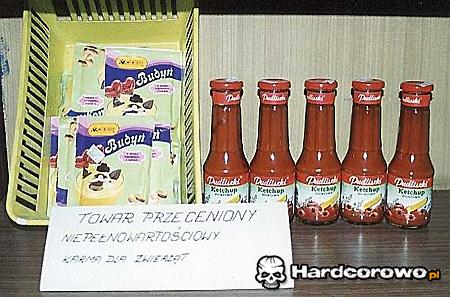 Budyń
Budyń
Pudliszki
Ketchup
Pudliszki
Ketchup
Pudliszki
Ketchup
Pudliszki
Ketchup
Pudliszki
Ketchup
TOWAR PRZECENIONY
NIEPEŁNOWARTOŚCIOWY
KARMA DLA ZWIERZĄT
Hardcorowo.pl